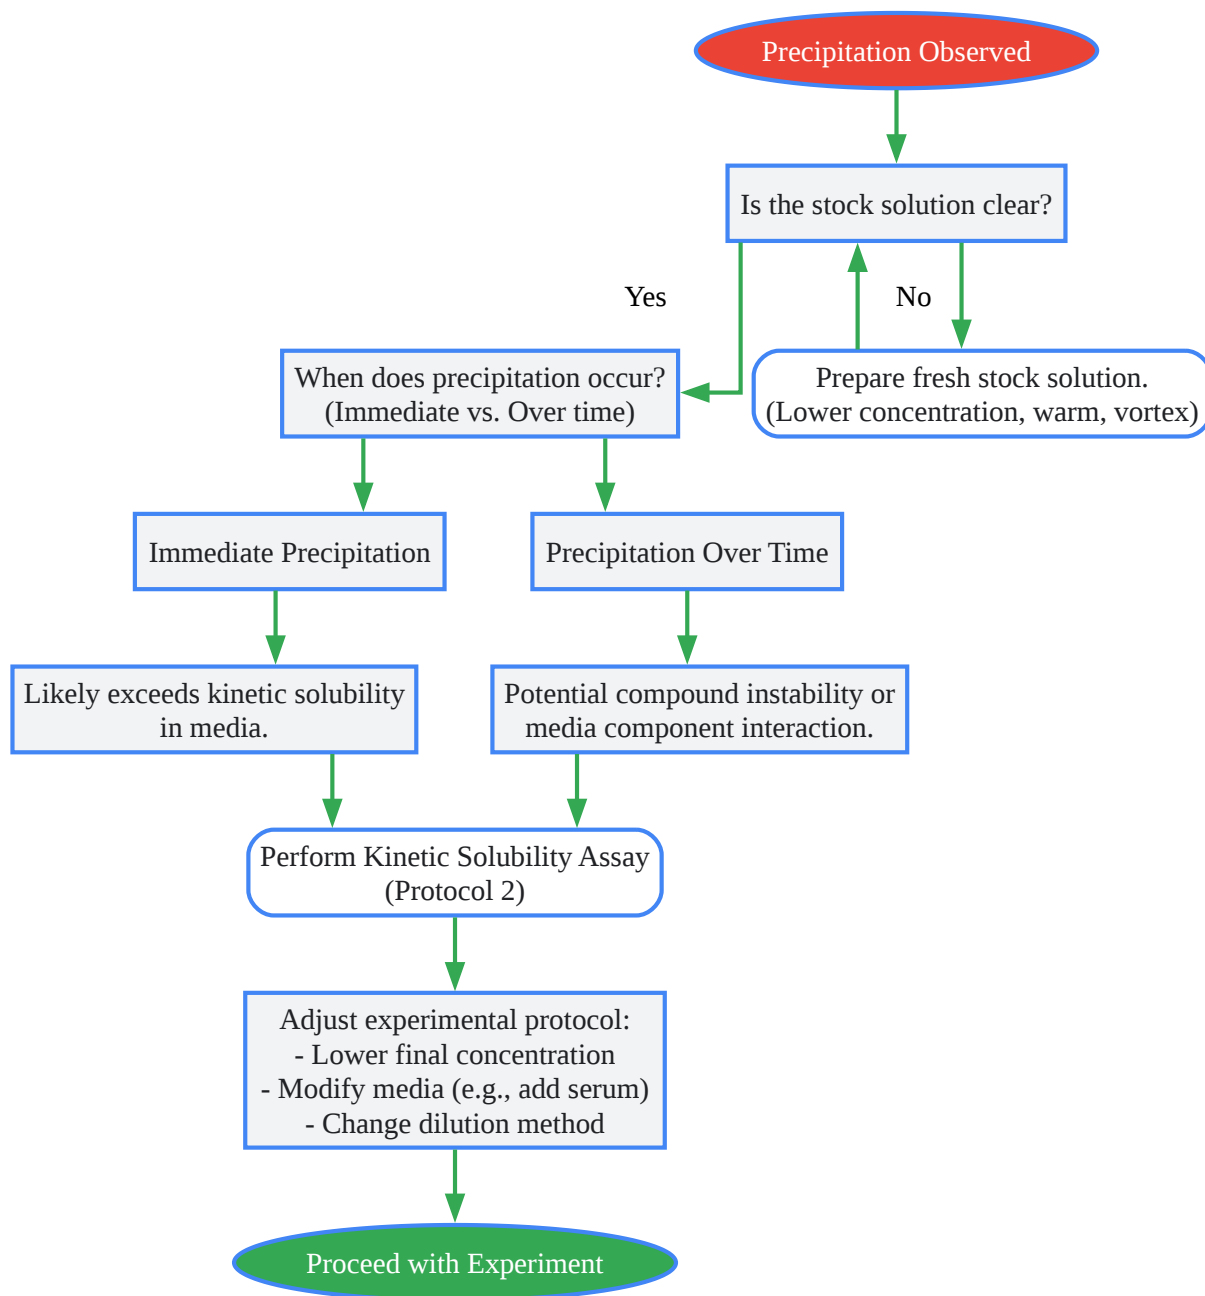 Precipitation Observed
Is the stock solution clear?
Yes
No
When does precipitation occur?
(Immediate vs. Over time)
Prepare fresh stock solution.
(Lower concentration, warm, vortex)
Immediate Precipitation
Precipitation Over Time
Likely exceeds kinetic solubility
in media.
Potential compound instability or
media component interaction.
Perform Kinetic Solubility Assay
(Protocol 2)
Adjust experimental protocol:
- Lower final concentration
- Modify media (e.g., add serum)
- Change dilution method
Proceed with Experiment